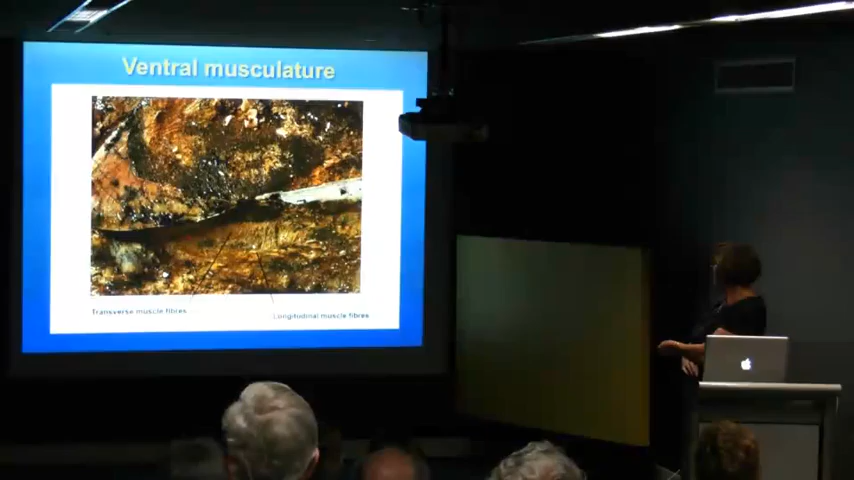 Ventral musculature
Transverse muscle fibres
Longitudinal muscle fibres